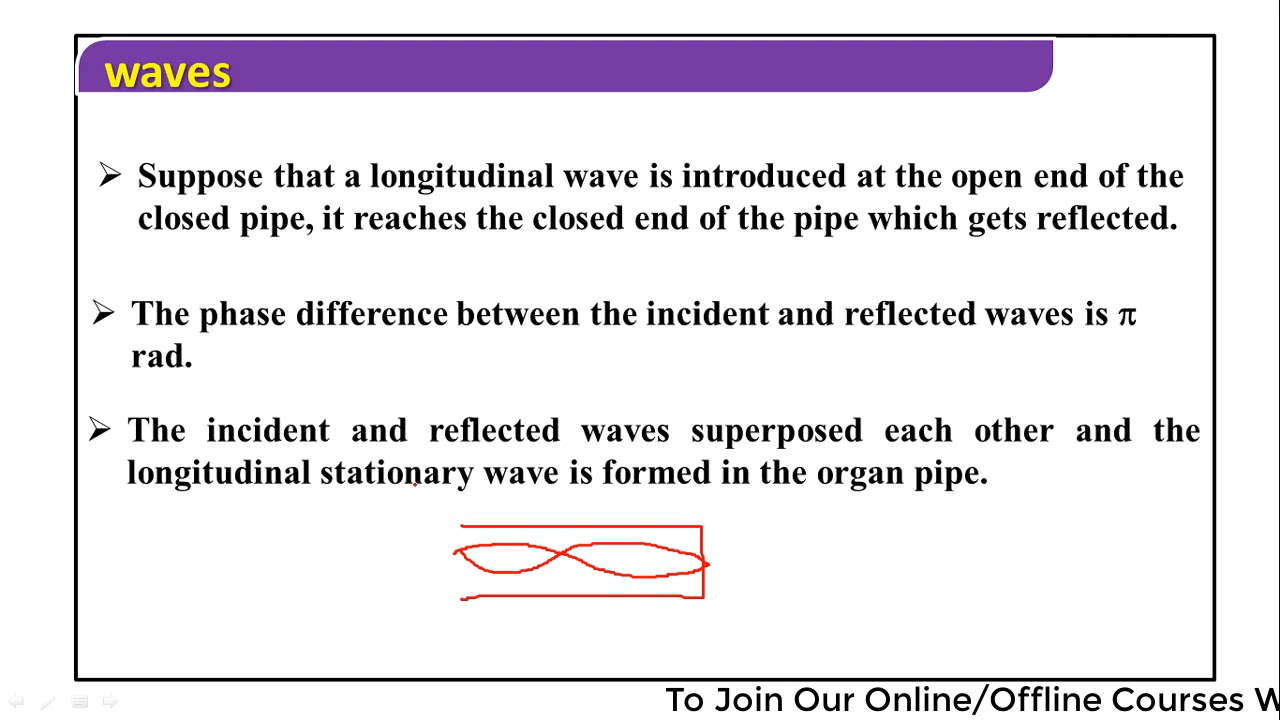 waves
➢ Suppose that a longitudinal wave is introduced at the open end of the
closed pipe, it reaches the closed end of the pipe which gets reflected.
➢ The phase difference between the incident and reflected waves is π
rad.
➢ The incident and reflected waves superposed each other and the
longitudinal stationary wave is formed in the organ pipe.
To Join Our Online/Offline Courses W